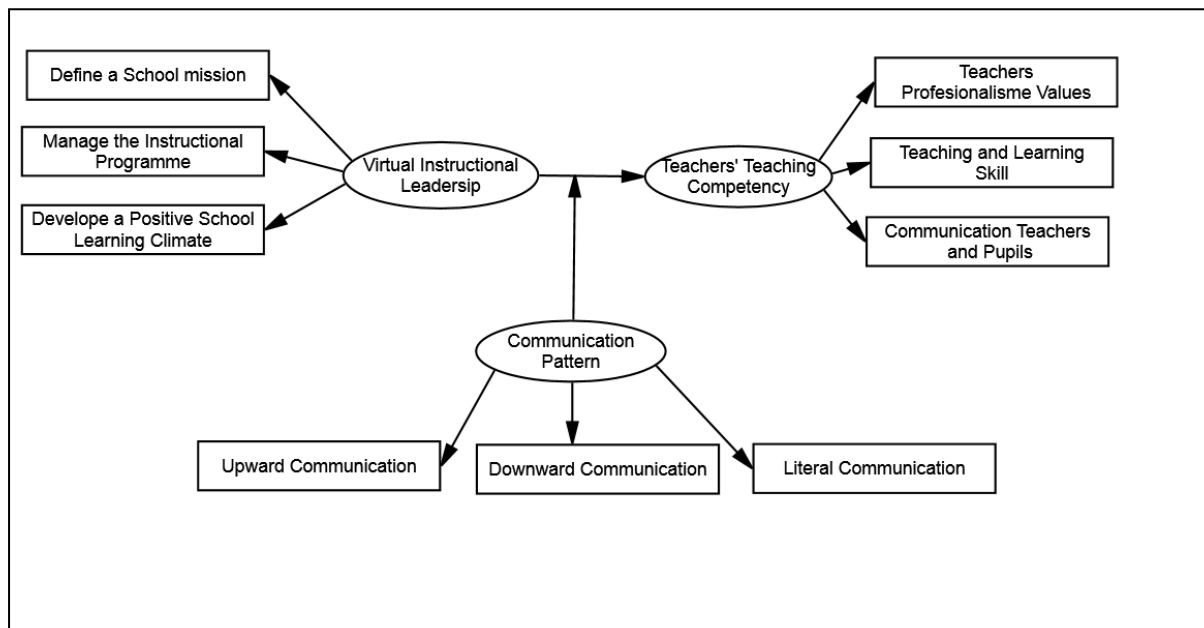 Define a School mission
Manage the Instructional
Programme
Develope a Positive School
Learning Climate
Virtual Instructional
Leadersip
Teachers' Teaching
Competency
Teachers
Profesionalisme Values
Teaching and Learning
Skill
Communication Teachers
and Pupils
Communication
Pattern
Upward Communication
Downward Communication
Literal Communication